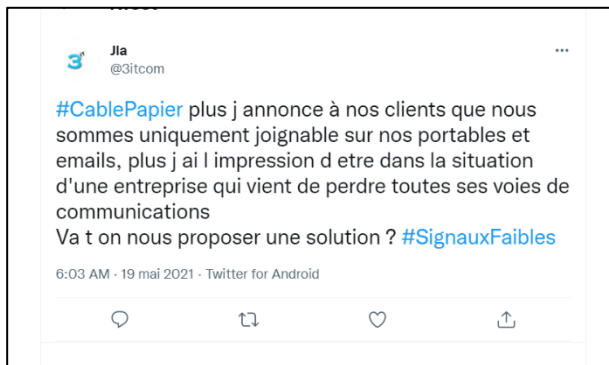 Jla
@3itcom
#CablePapier plus j annonce à nos clients que nous
sommes uniquement joignable sur nos portables et
emails, plus j ai l impression d etre dans la situation
d'une entreprise qui vient de perdre toutes ses voies de
communications
Va t on nous proposer une solution ? #SignauxFaibles
6:03 AM · 19 mai 2021 · Twitter for Android